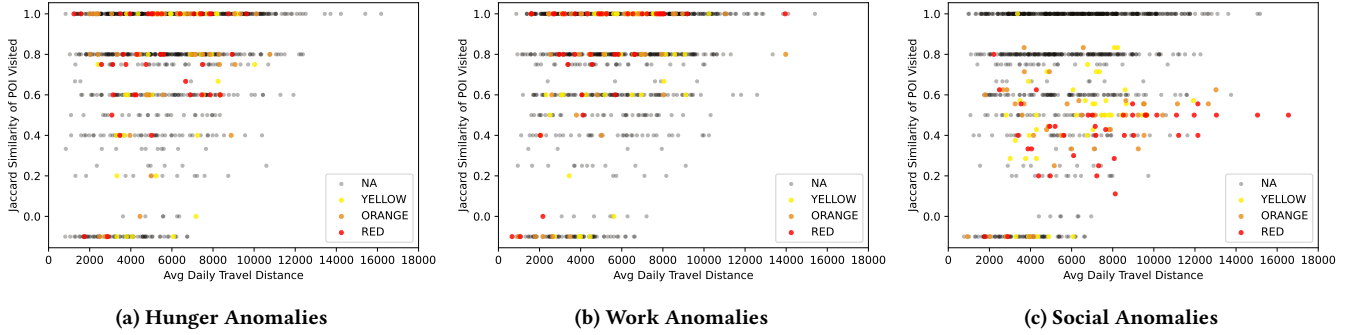 1.0
0.8
0.6
0.4
0.2
0.0
Jaccard Similarity of POI Visited
NA
YELLOW
ORANGE
RED
0 2000 4000 6000 8000 10000 12000 14000 16000 18000
Avg Daily Travel Distance
(a) Hunger Anomalies
1.0
0.8
0.6
0.4
0.2
0.0
Jaccard Similarity of POI Visited
NA
YELLOW
ORANGE
RED
0 2000 4000 6000 8000 10000 12000 14000 16000 18000
Avg Daily Travel Distance
(b) Work Anomalies
1.0
0.8
0.6
0.4
0.2
0.0
Jaccard Similarity of POI Visited
NA
YELLOW
ORANGE
RED
0 2000 4000 6000 8000 10000 12000 14000 16000 18000
Avg Daily Travel Distance
(c) Social Anomalies